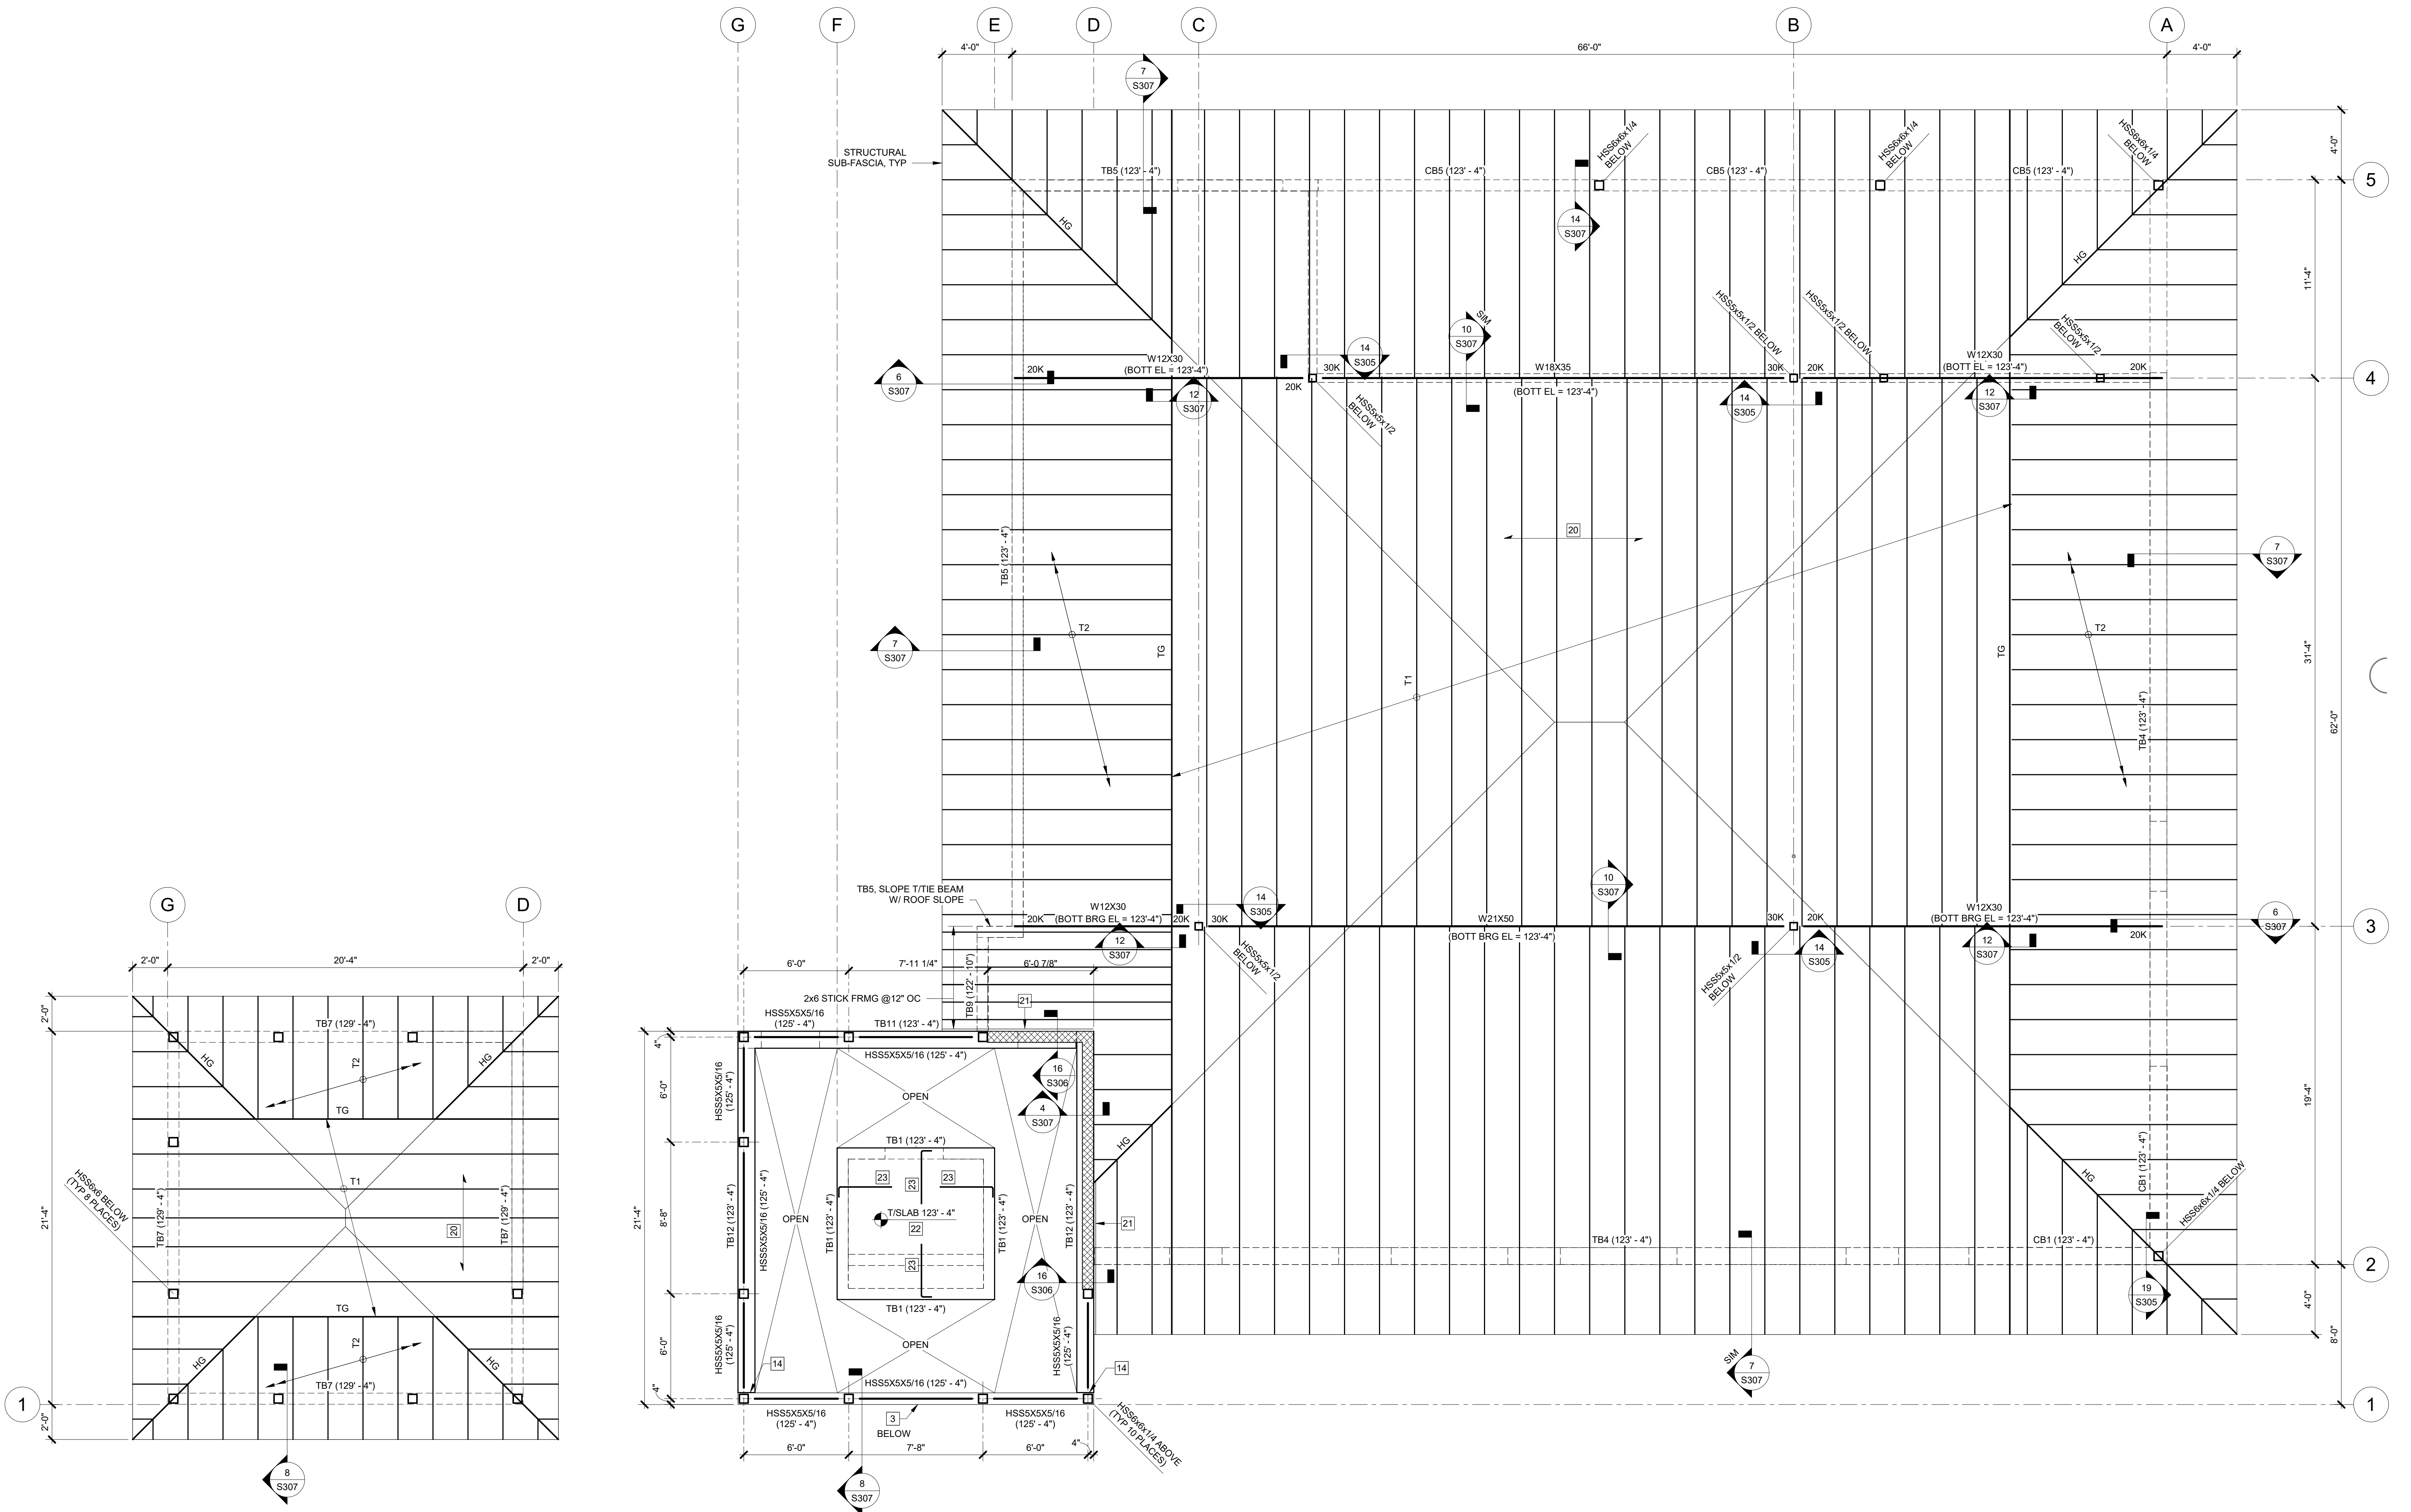 G
F
E
D
C
B
A
4'-0"
66'-0"
4'-0"
7
S307
STRUCTURAL
SUB-FASCIA, TYP
TB5 (123' - 4")
CB5 (123' - 4")
CB5 (123' - 4")
CB5 (123' - 4")
HSS6x6x1/4
BELOW
HSS6x6x1/4
BELOW
HSS6x6x1/4
BELOW
4'-0"
5
HG
14
S307
HG
11'-4"
SIM
10
S307
HSS5x5x1/2 BELOW
HSS5x5x1/2 BELOW
HSS5x5x1/2
BELOW
14
S305
W12X30
(BOTT EL = 123'-4")
20K
20K
30K
W18X35
(BOTT EL = 123'-4")
30K
20K
W12X30
(BOTT EL = 123'-4")
20K
4
6
S307
12
S307
HSS5x5x1/2
BELOW
14
S305
12
S307
20
TB5 (123' - 4")
T2
TG
T1
TG
T2
7
S307
7
S307
31'-4"
62'-0"
TB4 (123' - 4")
TB5, SLOPE T/TIE BEAM
W/ ROOF SLOPE
14
S305
10
S307
W12X30
20K
(BOTT BRG EL = 123'-4")
20K
30K
W21X50
(BOTT BRG EL = 123'-4")
30K
20K
W12X30
(BOTT BRG EL = 123'-4")
20K
6
S307
3
12
S307
HSS5x5x1/2
BELOW
HSS5x5x1/2
BELOW
14
S305
12
S307
6'-0"
7'-11 1/4"
6'-0 7/8"
2x6 STICK FRMG @12" OC
TB9 (122' - 10")
21
HSS5X5X5/16
(125' - 4")
TB11 (123' - 4")
HSS5X5X5/16 (125' - 4")
4"
6'-0"
8'-8"
6'-0"
4"
21'-4"
HSS5X5X5/16
(125' - 4")
OPEN
16
S306
4
S307
TB1 (123' - 4")
23
23
23
T/SLAB 123' - 4"
22
23
TB12 (123' - 4")
HSS5X5X5/16 (125' - 4")
OPEN
TB1 (123' - 4")
TB1 (123' - 4")
OPEN
TB12 (123' - 4")
21
TB1 (123' - 4")
16
S306
HSS5X5X5/16
(125' - 4")
OPEN
HSS5X5X5/16
(125' - 4")
14
14
HSS5X5X5/16 (125' - 4")
HSS5X5X5/16
(125' - 4")
3
BELOW
HSS5X5X5/16
(125' - 4")
HSS6x6x1/4 ABOVE
(TYP 10 PLACES)
6'-0"
7'-8"
6'-0"
4"
8
S307
HG
TB4 (123' - 4")
CB1 (123' - 4")
CB1 (123' - 4")
HG
HSS6x6x1/4 BELOW
19
S305
SIM
7
S307
19'-4"
2
4'-0"
8'-0"
1
G
D
2'-0"
20'-4"
2'-0"
2'-0"
21'-4"
2'-0"
TB7 (129' - 4")
HG
T2
HG
TG
HSS6x6 BELOW
(TYP 8 PLACES)
TB7 (129' - 4")
T1
20
TB7 (129' - 4")
TG
HG
T2
HG
TB7 (129' - 4")
1
8
S307